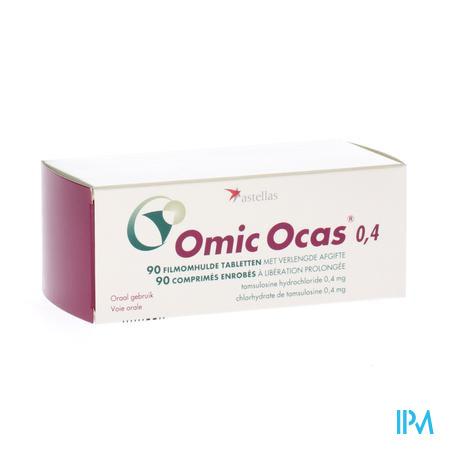 astellas
Omic Ocas® 0,4
90 FILMOMHULDE TABLETTEN MET VERLENGDE AFGIFTE
90 COMPRIMÉS ENROBÉS À LIBÉRATION PROLONGÉE
tamsulosine hydrochloride 0,4 mg
chlorhydrate de tamsulosine 0,4 mg
Oraal gebruik
Voie orale
IPM